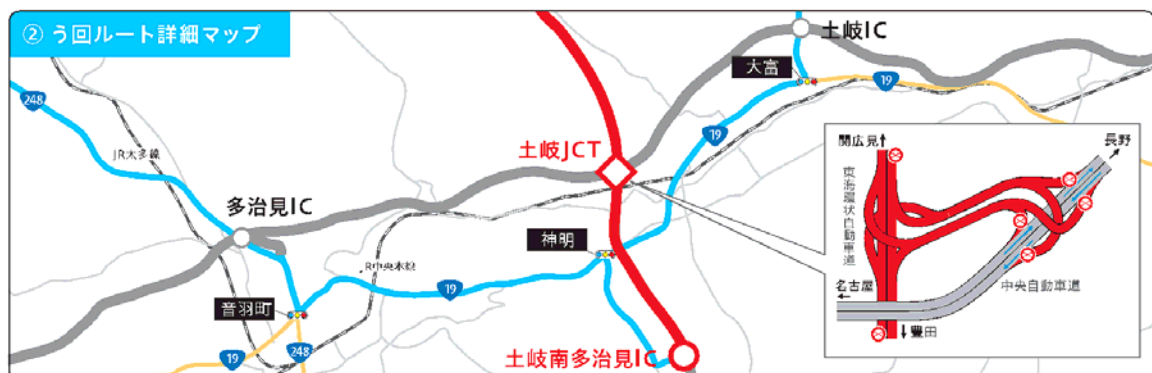 ② う回ルート詳細マップ
土岐IC
大富
19
248
19
土岐JCT
JR太多線
多治見IC
神明
JR中央本線
19
音羽町
19
248
土岐南多治見IC
関広見
長野
東海環状自動車道
名古屋
中央自動車道
豊田